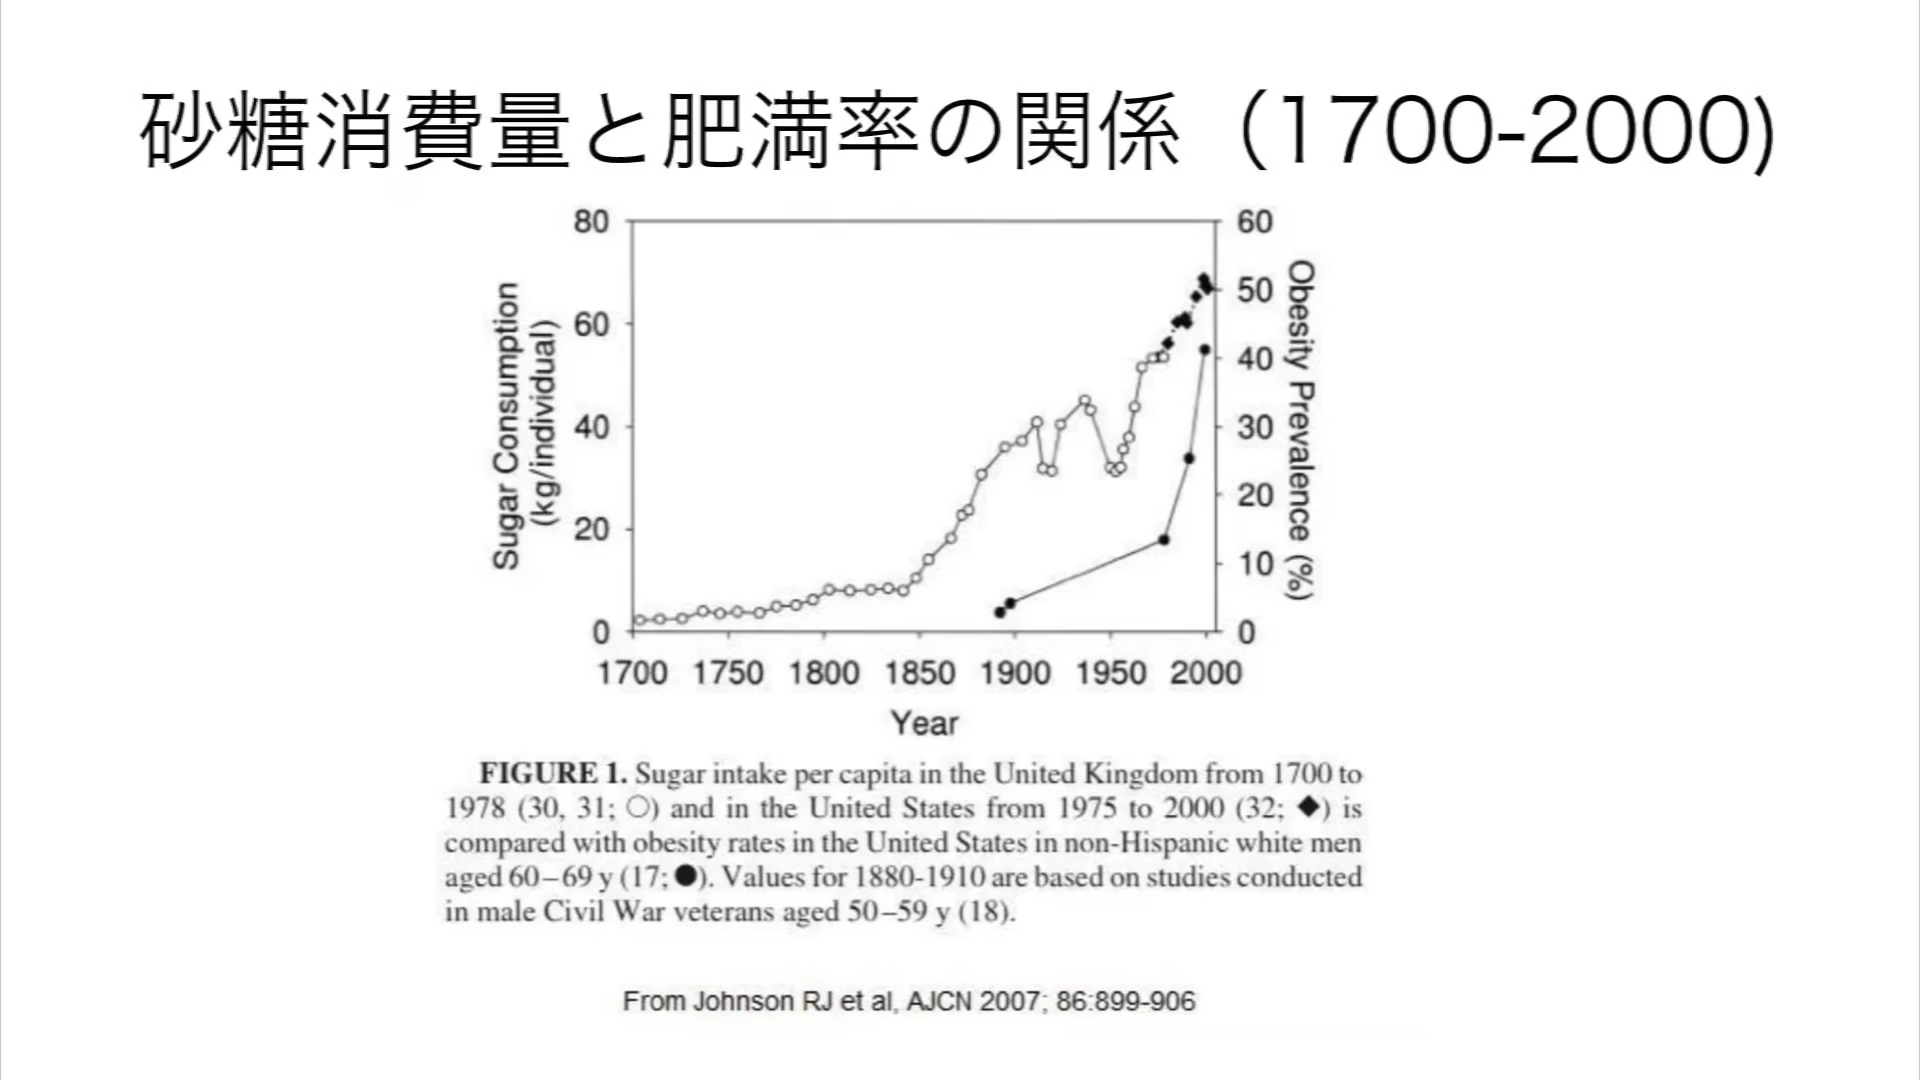 砂糖消費量と肥満率の関係（1700-2000)
80
60
40
20
0
Sugar Consumption
(kg/individual)
60
50
40
30
20
10
0
Obesity Prevalence (%)
1700 1750 1800 1850 1900 1950 2000
Year
FIGURE 1. Sugar intake per capita in the United Kingdom from 1700 to
1978 (30, 31; ○) and in the United States from 1975 to 2000 (32; ◆) is
compared with obesity rates in the United States in non-Hispanic white men
aged 60–69 y (17; ●). Values for 1880-1910 are based on studies conducted
in male Civil War veterans aged 50–59 y (18).
From Johnson RJ et al, AJCN 2007; 86:899-906